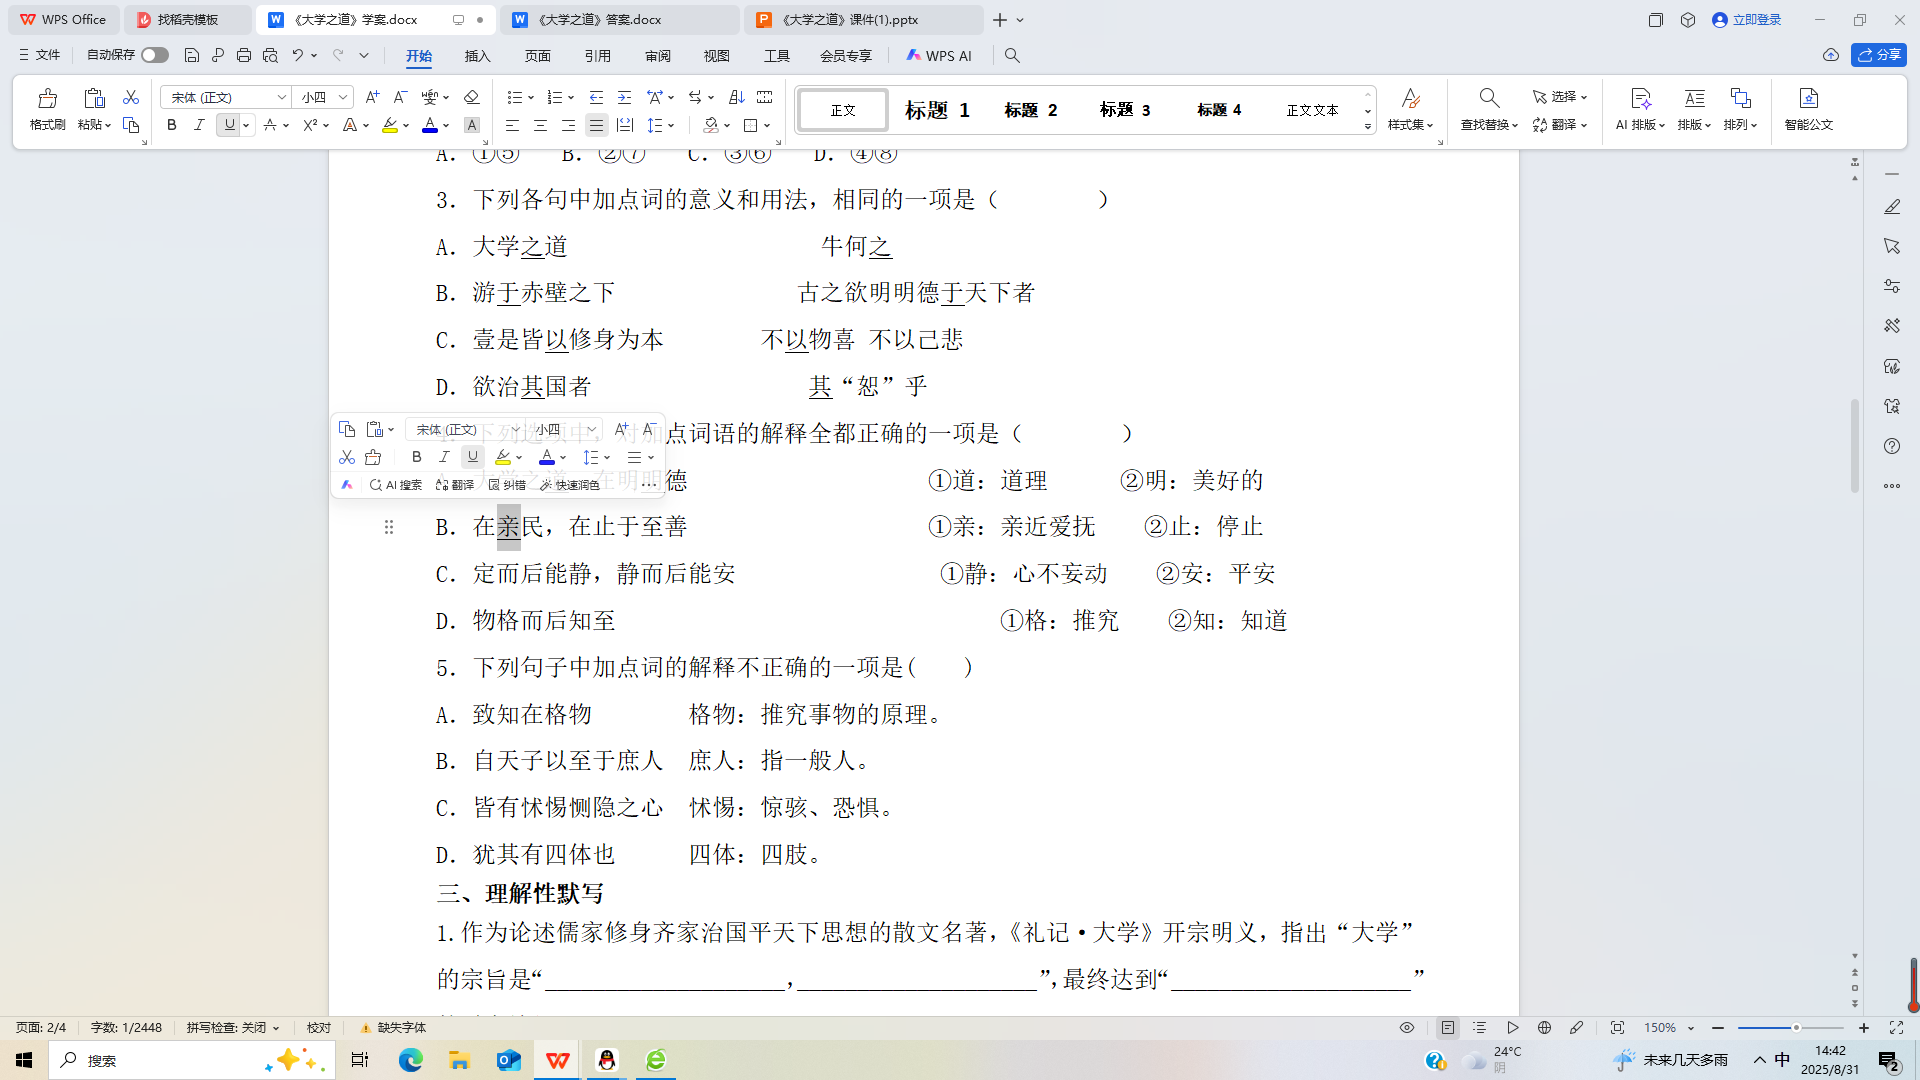 WPS Office
找稻壳模板
《大学之道》学案.docx
《大学之道》答案.docx
《大学之道》课件(1).pptx
立即登录
文件
自动保存
开始
插入
页面
引用
审阅
视图
工具
会员专享
WPS AI
分享
格式刷
粘贴
宋体 (正文)
小四
正文
标题 1
标题 2
标题 3
标题 4
正文文本
样式集
查找替换
选择
翻译
AI 排版
排版
排列
智能公文
A. ①⑤ B. ②⑦ C. ③⑥ D. ④⑧
3. 下列各句中加点词的意义和用法，相同的一项是（ ）
A. 大学之道 牛何之
B. 游于赤壁之下 古之欲明明德于天下者
C. 壹是皆以修身为本 不以物喜 不以己悲
D. 欲治其国者 其“恕”乎
4. 下列选项中，对加点词语的解释全都正确的一项是（ ）
宋体 (正文) 小四
A. 大学之道，在明明德 ①道：道理 ②明：美好的
AI 搜索 翻译 纠错 快速润色
B. 在亲民，在止于至善 ①亲：亲近爱抚 ②止：停止
C. 定而后能静，静而后能安 ①静：心不妄动 ②安：平安
D. 物格而后知至 ①格：推究 ②知：知道
5. 下列句子中加点词的解释不正确的一项是( )
A. 致知在格物 格物：推究事物的原理。
B. 自天子以至于庶人 庶人：指一般人。
C. 皆有怵惕恻隐之心 怵惕：惊骇、恐惧。
D. 犹其有四体也 四体：四肢。
三、理解性默写
1.作为论述儒家修身齐家治国平天下思想的散文名著，《礼记·大学》开宗明义，指出“大学”
的宗旨是“____________________，____________________”，最终达到“____________________”
页面: 2/4
字数: 1/2448
拼写检查: 关闭
校对
缺失字体
150%
搜索
24°C
阴
未来几天多雨
中
14:42
2025/8/31
2